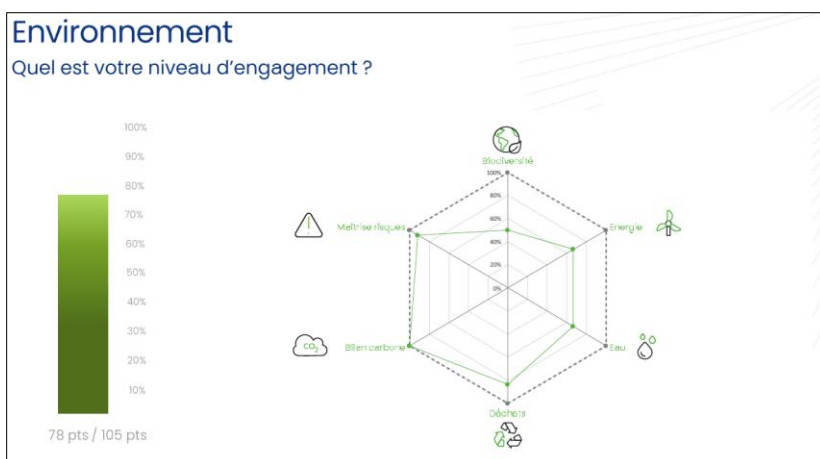 Environnement
Quel est votre niveau d'engagement ?
100%
90%
80%
70%
60%
50%
40%
30%
20%
10%
78 pts / 105 pts
Biodiversité
100%
80%
60%
40%
20%
0%
Maîtrise risques
Energie
CO2
Bilan carbone
Eau
Déchets